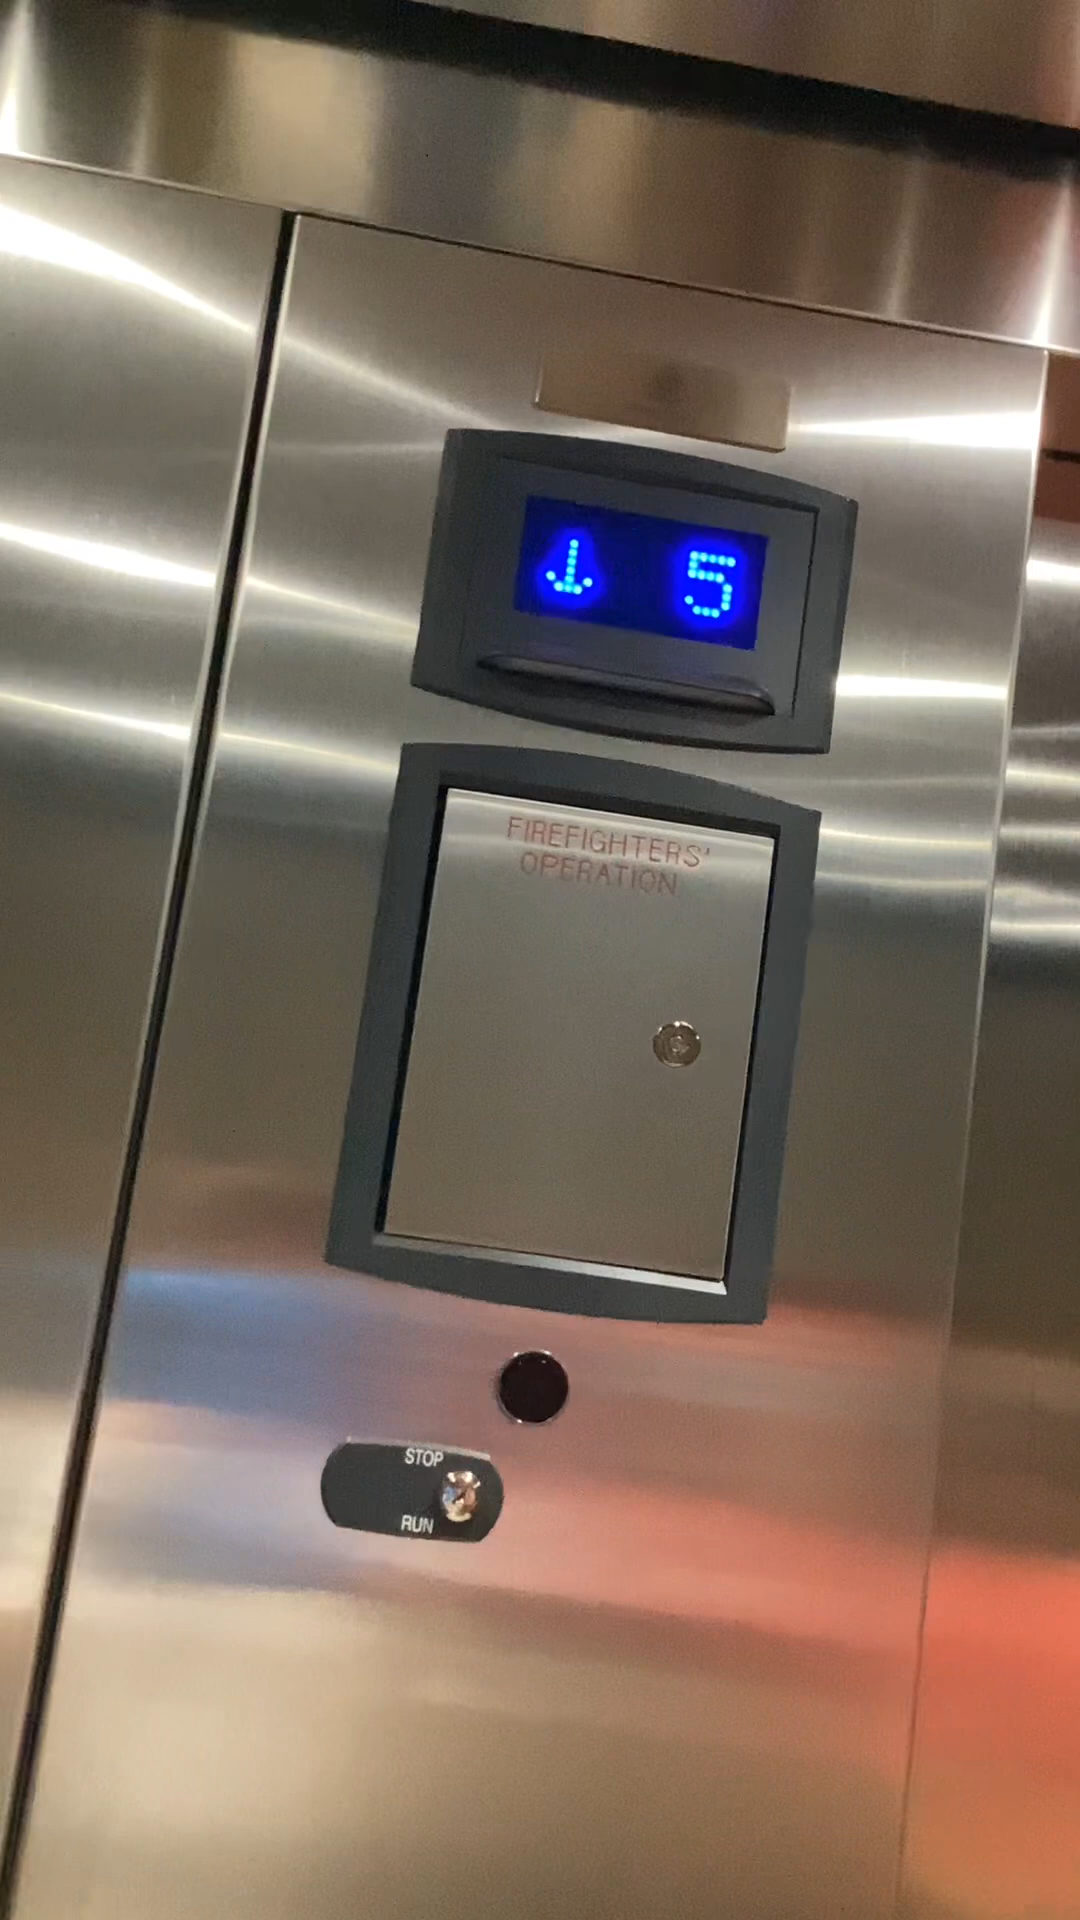 ↓ 5
FIREFIGHTERS'
OPERATION
STOP
RUN